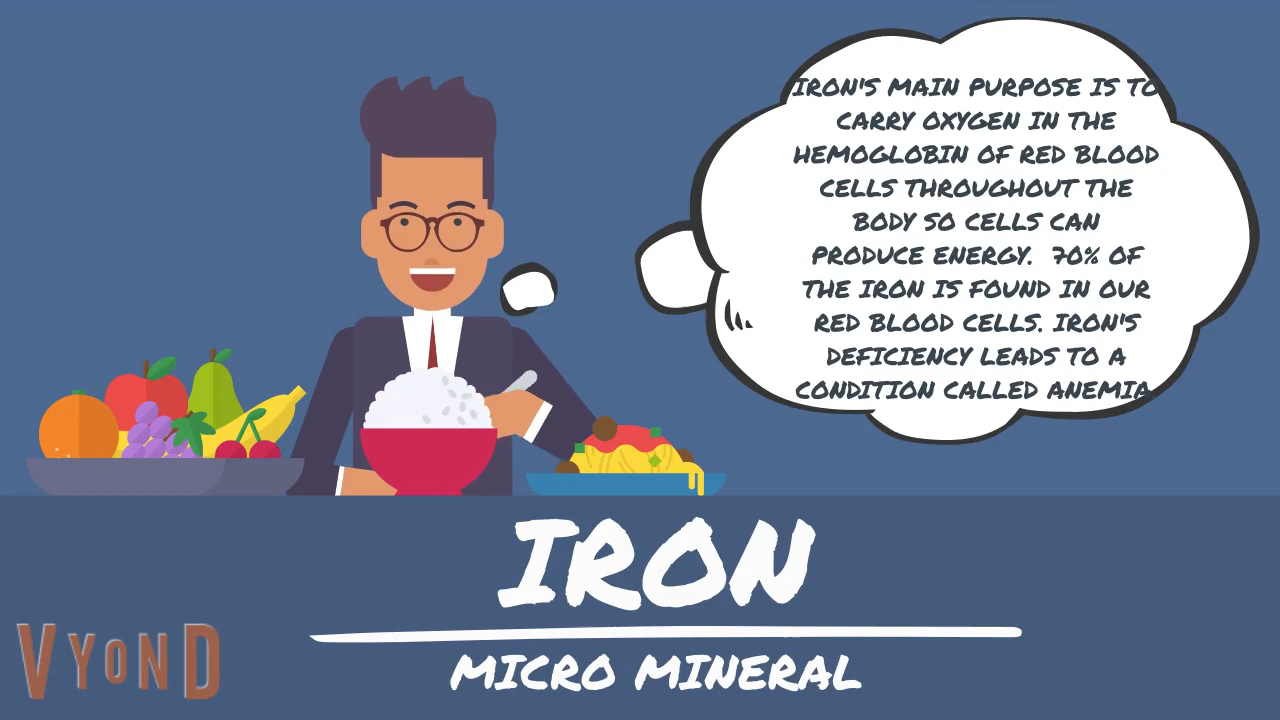 IRON'S MAIN PURPOSE IS TO
CARRY OXYGEN IN THE
HEMOGLOBIN OF RED BLOOD
CELLS THROUGHOUT THE
BODY SO CELLS CAN
PRODUCE ENERGY.  70% OF
THE IRON IS FOUND IN OUR
RED BLOOD CELLS. IRON'S
DEFICIENCY LEADS TO A
CONDITION CALLED ANEMIA.
IRON
MICRO MINERAL
VYOND